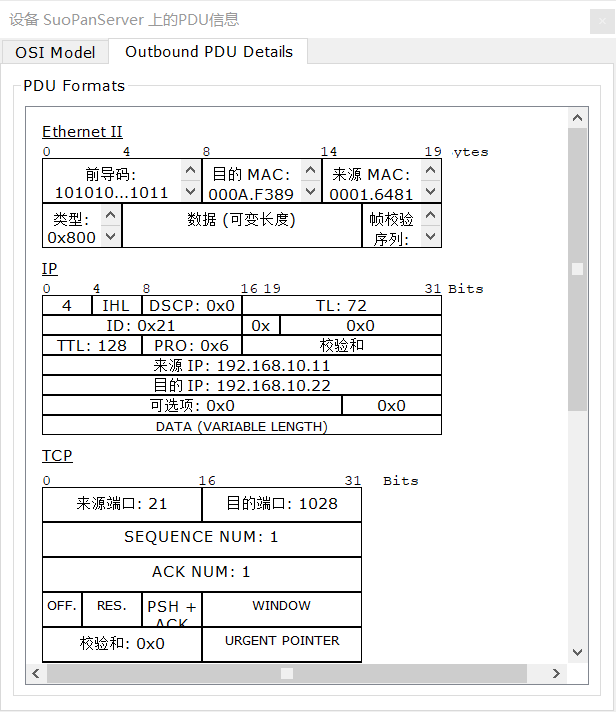 设备 SuoPanServer 上的PDU信息
OSI Model
Outbound PDU Details
PDU Formats
Ethernet II
0 4 8 14 19
前导码: 101010...1011
目的 MAC: 000A.F389
来源 MAC: 0001.6481
类型: 0x800
数据 (可变长度)
帧校验序列:
IP
0 4 8 16 19 31 Bits
4 IHL DSCP: 0x0 TL: 72
ID: 0x21 0x 0x0
TTL: 128 PRO: 0x6 校验和
来源 IP: 192.168.10.11
目的 IP: 192.168.10.22
可选项: 0x0 0x0
DATA (VARIABLE LENGTH)
TCP
0 16 31 Bits
来源端口: 21 目的端口: 1028
SEQUENCE NUM: 1
ACK NUM: 1
OFF. RES. PSH + ACK WINDOW
校验和: 0x0 URGENT POINTER